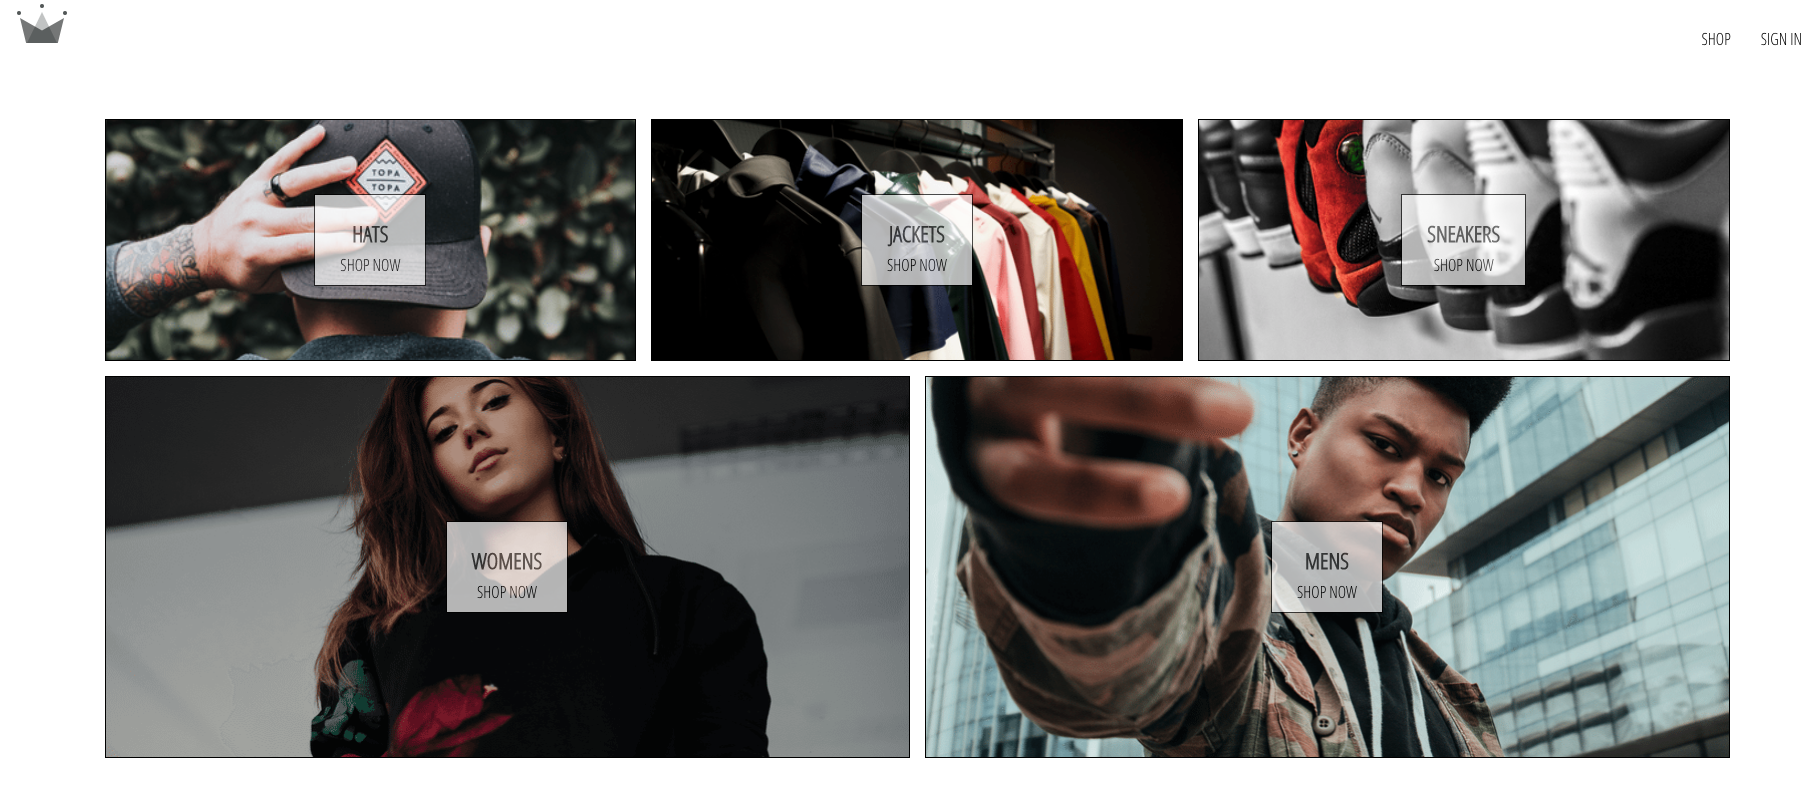 SHOP
SIGN IN
TOPA
TOPA
HATS
SHOP NOW
JACKETS
SHOP NOW
SNEAKERS
SHOP NOW
WOMENS
SHOP NOW
MENS
SHOP NOW